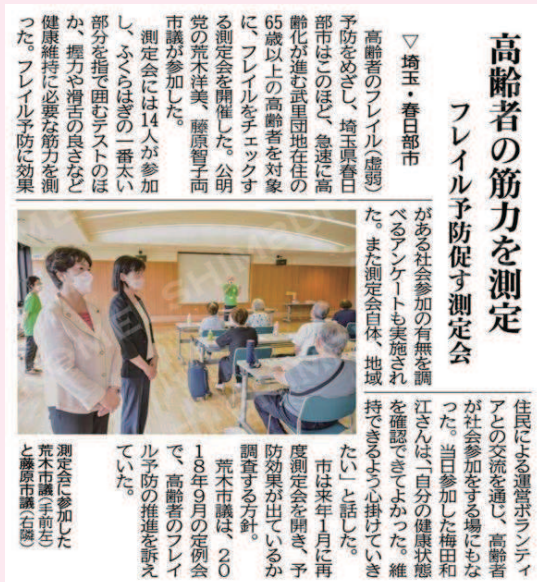 高齢者の筋力を測定
フレイル予防促す測定会
▽埼玉・春日部市
高齢者のフレイル(虚弱)
予防をめざし、埼玉県春日
部市はこのほど、急速に高
齢化が進む武里団地在住の
65歳以上の高齢者を対象
に、フレイルをチェックす
る測定会を開催した。公明
党の荒木洋美、藤原智子両
市議が参加した。
測定会には14人が参加
し、ふくらはぎの一番太い
部分を指で囲むテストのほ
か、握力や滑舌の良さなど
健康維持に必要な筋力を測
った。フレイル予防に効果
がある社会参加の有無を調
べるアンケートも実施され
た。また測定会自体、地域
住民による運営ボランティ
アとの交流を通じ、高齢者
が社会参加をする場にもな
った。当日参加した梅田和
江さんは、「自分の健康状態
を確認できてよかった。維
持できるよう心掛けていき
たい」と話した。
市は来年1月に再
度測定会を開き、予
防効果が出ているか
調査する方針。
荒木市議は、20
18年9月の定例会
で、高齢者のフレイ
ル予防の推進を訴え
ていた。
測定会に参加した
荒木市議(手前左)
と藤原市議(右隣)